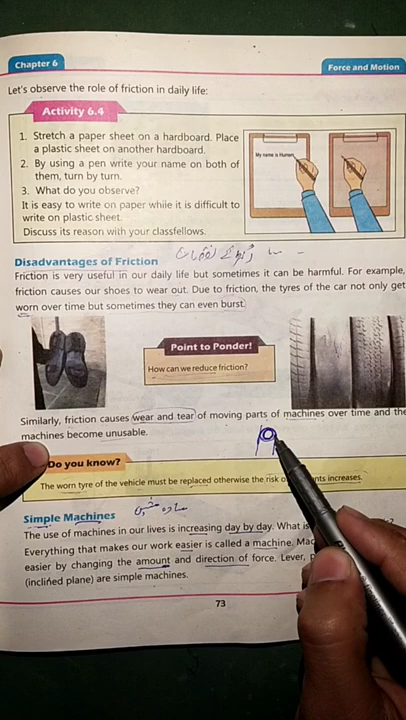 Chapter 6
Force and Motion
Let's observe the role of friction in daily life:
Activity 6.4
1. Stretch a paper sheet on a hardboard. Place
a plastic sheet on another hardboard.
2. By using a pen write your name on both of
them, turn by turn.
3. What do you observe?
It is easy to write on paper while it is difficult to
write on plastic sheet.
Discuss its reason with your classfellows.
My name is Humera
Disadvantages of Friction
Friction is very useful in our daily life but sometimes it can be harmful. For example,
friction causes our shoes to wear out. Due to friction, the tyres of the car not only get
worn over time but sometimes they can even burst.
Point to Ponder!
How can we reduce friction?
Similarly, friction causes wear and tear of moving parts of machines over time and the
machines become unusable.
Do you know?
The worn tyre of the vehicle must be replaced otherwise the risk increases.
Simple Machines سادہ مشین
The use of machines in our lives is increasing day by day. What is
Everything that makes our work easier is called a machine.
easier by changing the amount and direction of force. Lever,
(inclined plane) are simple machines.
73